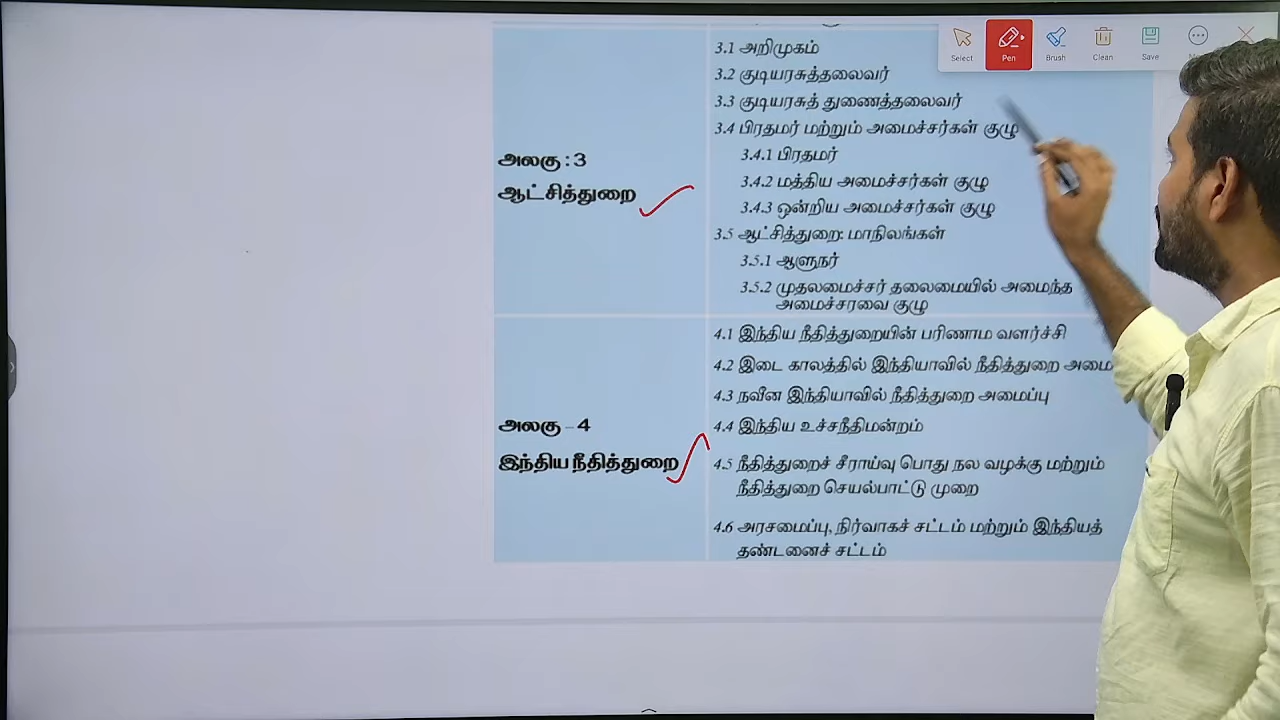 Select
Pen
Brush
Clean
Save
3.1 அறிமுகம்
3.2 குடியரசுத்தலைவர்
3.3 குடியரசுத் துணைத்தலைவர்
3.4 பிரதமர் மற்றும் அமைச்சர்கள் குழு
அலகு : 3
ஆட்சித்துறை
3.4.1 பிரதமர்
3.4.2 மத்திய அமைச்சர்கள் குழு
3.4.3 ஒன்றிய அமைச்சர்கள் குழு
3.5 ஆட்சித்துறை: மாநிலங்கள்
3.5.1 ஆளுநர்
3.5.2 முதலமைச்சர் தலைமையில் அமைந்த
அமைச்சரவை குழு
4.1 இந்திய நீதித்துறையின் பரிணாம வளர்ச்சி
4.2 இடை காலத்தில் இந்தியாவில் நீதித்துறை அமை
4.3 நவீன இந்தியாவில் நீதித்துறை அமைப்பு
அலகு – 4
இந்திய நீதித்துறை
4.4 இந்திய உச்சநீதிமன்றம்
4.5 நீதித்துறைச் சீராய்வு பொது நல வழக்கு மற்றும்
நீதித்துறை செயல்பாட்டு முறை
4.6 அரசமைப்பு, நிர்வாகச் சட்டம் மற்றும் இந்தியத்
தண்டனைச் சட்டம்